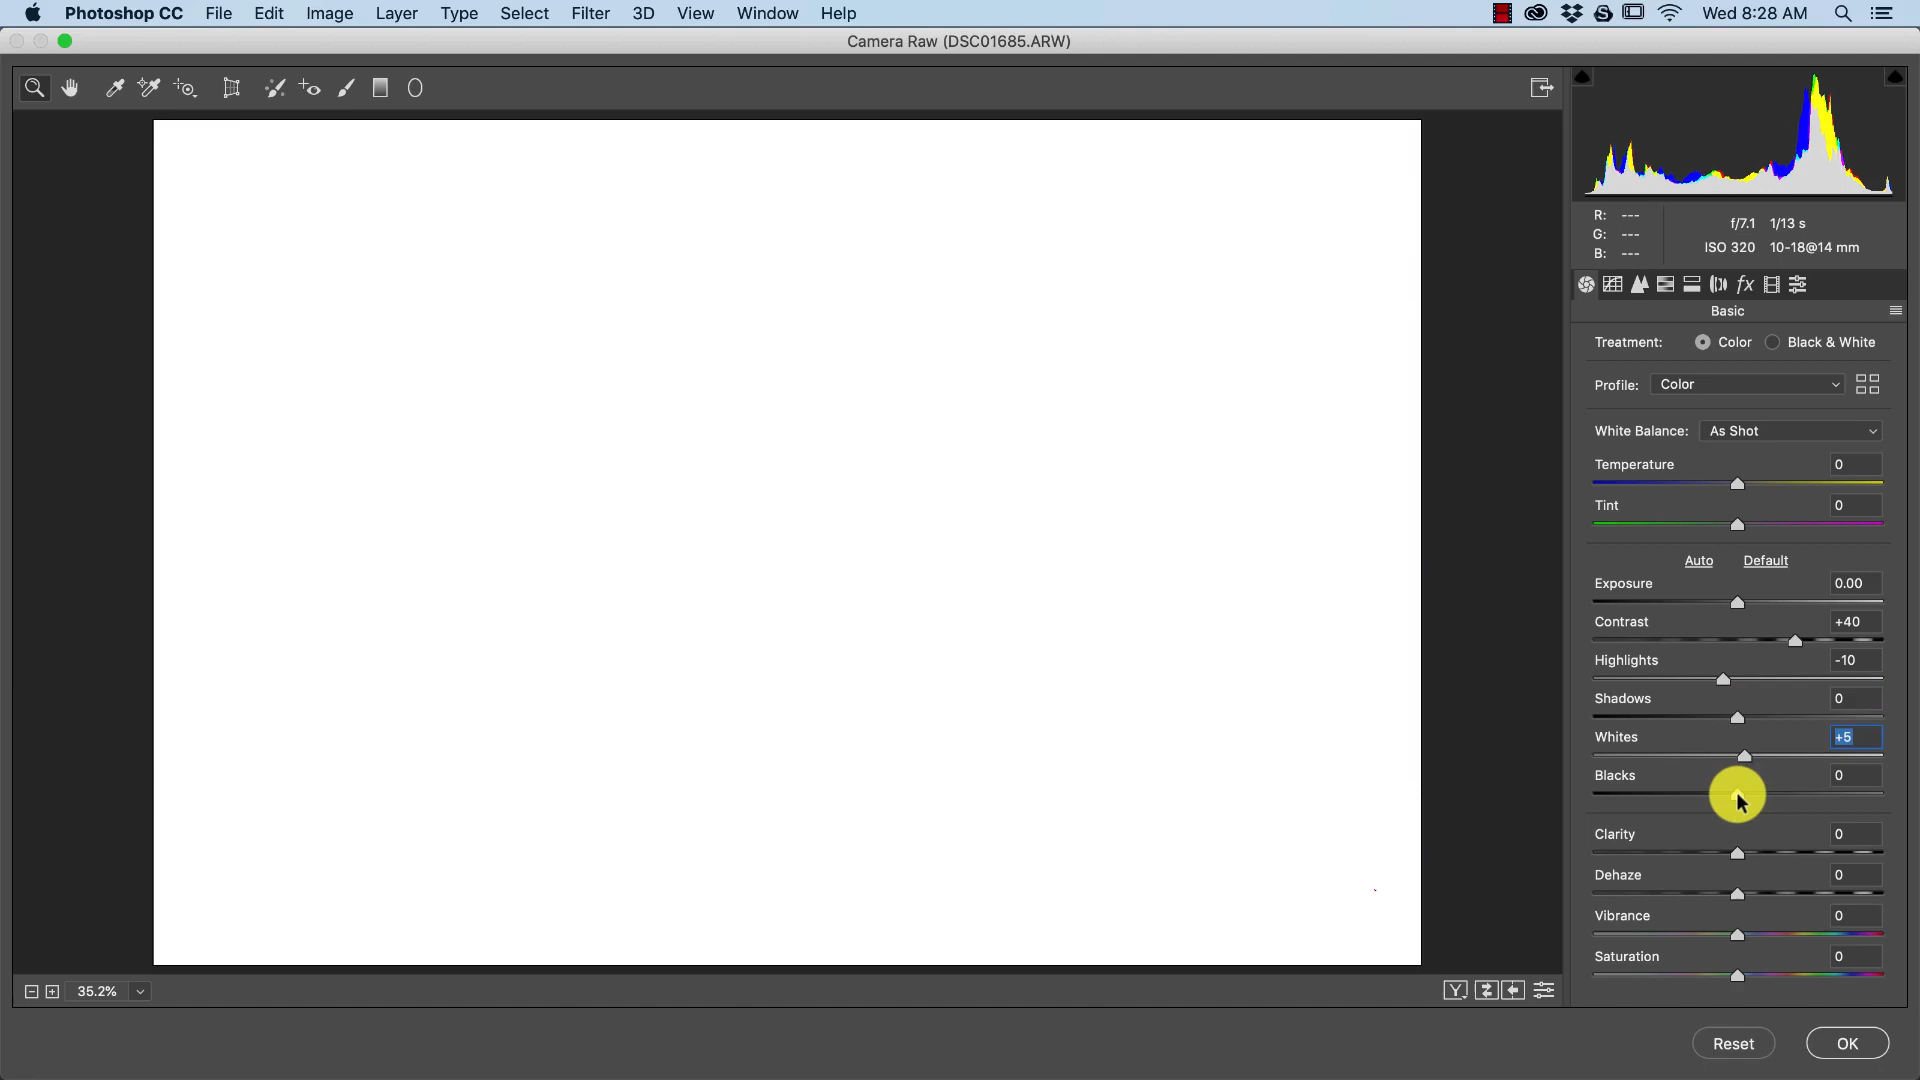 Photoshop CC File Edit Image Layer Type Select Filter 3D View Window Help Wed 8:28 AM
Camera Raw (DSC01685.ARW)
R: ---
G: ---
B: ---
f/7.1 1/13 s
ISO 320 10-18@14 mm
fx
Basic
Treatment: Color Black & White
Profile: Color
White Balance: As Shot
Temperature 0
Tint 0
Auto Default
Exposure 0.00
Contrast +40
Highlights -10
Shadows 0
Whites +5
Blacks 0
Clarity 0
Dehaze 0
Vibrance 0
Saturation 0
35.2% Y
Reset OK